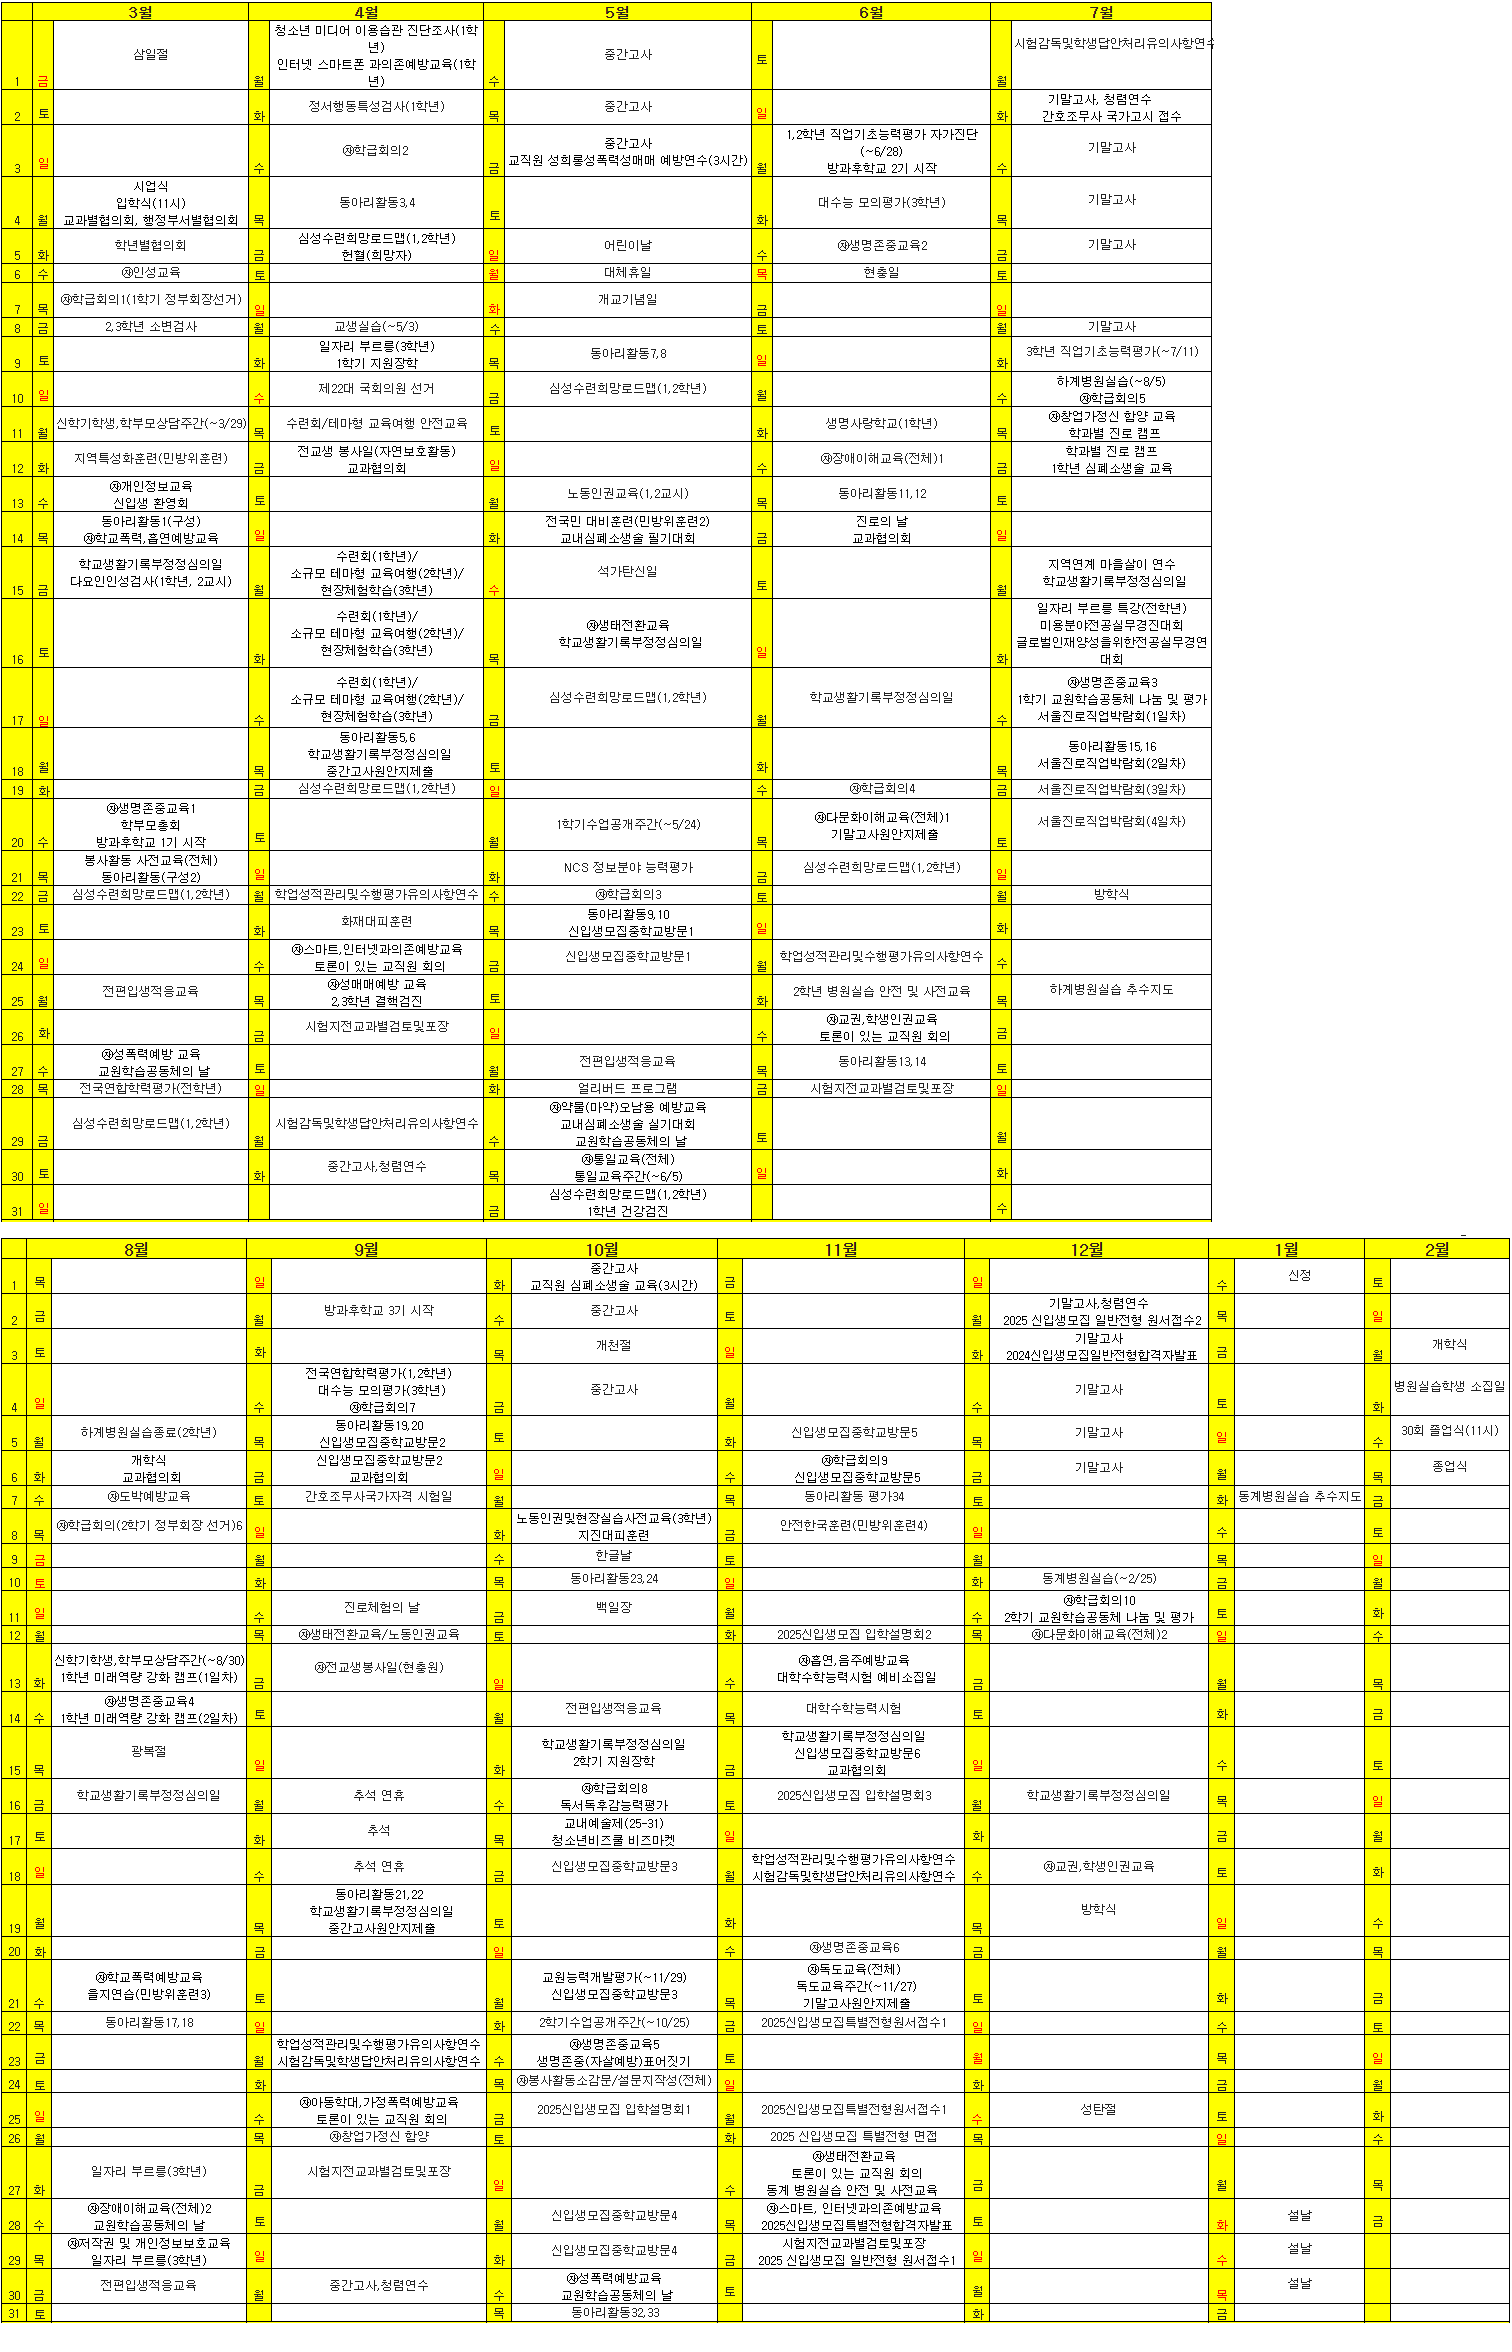 3월 4월 5월 6월 7월
1 금 삼일절 월 청소년 미디어 이용습관 진단조사(1학
년)
인터넷 스마트폰 과의존예방교육(1학
년) 수 중간고사 토 월 시험감독및학생답안처리유의사항연수
2 토 화 정서행동특성검사(1학년) 목 중간고사 일 화 기말고사, 청렴연수
간호조무사 국가고시 접수
3 일 수 ㉶학급회의2 금 중간고사
교직원 성희롱성폭력성매매 예방연수(3시간) 월 1,2학년 직업기초능력평가 자가진단
(~6/28)
방과후학교 2기 시작 수 기말고사
4 월 시업식
입학식(11시)
교과별협의회, 행정부서별협의회 목 동아리활동3,4 토 화 대수능 모의평가(3학년) 목 기말고사
5 화 학년별협의회 금 심성수련희망로드맵(1,2학년)
헌혈(희망자) 일 어린이날 수 ㉶생명존중교육2 금 기말고사
6 수 ㉶인성교육 토 월 대체휴일 목 현충일 토
7 목 ㉶학급회의1(1학기 정부회장선거) 일 화 개교기념일 금 일
8 금 2,3학년 소변검사 월 교생실습(~5/3) 수 토 월 기말고사
9 토 화 일자리 부르릉(3학년)
1학기 지원장학 목 동아리활동7,8 일 화 3학년 직업기초능력평가(~7/11)
10 일 수 제22대 국회의원 선거 금 심성수련희망로드맵(1,2학년) 월 수 하계병원실습(~8/5)
㉶학급회의5
11 월 신학기학생,학부모상담주간(~3/29) 목 수련회/테마형 교육여행 안전교육 토 화 생명사랑학교(1학년) 목 ㉶창업가정신 함양 교육
학과별 진로 캠프
12 화 지역특성화훈련(민방위훈련) 금 전교생 봉사일(자연보호활동)
교과협의회 일 수 ㉶장애이해교육(전체)1 금 학과별 진로 캠프
1학년 심폐소생술 교육
13 수 ㉶개인정보교육
신입생 환영회 토 월 노동인권교육(1,2교시) 목 동아리활동11,12 토
14 목 동아리활동1(구성)
㉶학교폭력,흡연예방교육 일 화 전국민 대비훈련(민방위훈련2)
교내심폐소생술 필기대회 금 진로의 날
교과협의회 일
15 금 학교생활기록부정정심의일
다요인인성검사(1학년, 2교시) 월 수련회(1학년)/
소규모 테마형 교육여행(2학년)/
현장체험학습(3학년) 수 석가탄신일 토 월 지역연계 마을살이 연수
학교생활기록부정정심의일
16 토 화 수련회(1학년)/
소규모 테마형 교육여행(2학년)/
현장체험학습(3학년) 목 ㉶생태전환교육
학교생활기록부정정심의일 일 화 일자리 부르릉 특강(전학년)
미용분야전공실무경진대회
글로벌인재양성을위한전공실무경연
대회
17 일 수 수련회(1학년)/
소규모 테마형 교육여행(2학년)/
현장체험학습(3학년) 금 심성수련희망로드맵(1,2학년) 월 학교생활기록부정정심의일 수 ㉶생명존중교육3
1학기 교원학습공동체 나눔 및 평가
서울진로직업박람회(1일차)
18 월 목 동아리활동5,6
학교생활기록부정정심의일
중간고사원안지제출 토 화 목 동아리활동15,16
서울진로직업박람회(2일차)
19 화 금 심성수련희망로드맵(1,2학년) 일 수 ㉶학급회의4 금 서울진로직업박람회(3일차)
20 수 ㉶생명존중교육1
학부모총회
방과후학교 1기 시작 토 월 1학기수업공개주간(~5/24) 목 ㉶다문화이해교육(전체)1
기말고사원안지제출 토 서울진로직업박람회(4일차)
21 목 봉사활동 사전교육(전체)
동아리활동(구성2) 일 화 NCS 정보분야 능력평가 금 심성수련희망로드맵(1,2학년) 일
22 금 심성수련희망로드맵(1,2학년) 월 학업성적관리및수행평가유의사항연수 수 ㉶학급회의3 토 월 방학식
23 토 화 화재대피훈련 목 동아리활동9,10
신입생모집중학교방문1 일 화
24 일 수 ㉶스마트,인터넷과의존예방교육
토론이 있는 교직원 회의 금 신입생모집중학교방문1 월 학업성적관리및수행평가유의사항연수 수
25 월 전편입생적응교육 목 ㉶성매매예방 교육
2,3학년 결핵검진 토 화 2학년 병원실습 안전 및 사전교육 목 하계병원실습 추수지도
26 화 금 시험지전교과별검토및포장 일 수 ㉶교권,학생인권교육
토론이 있는 교직원 회의 금
27 수 ㉶성폭력예방 교육
교원학습공동체의 날 토 월 전편입생적응교육 목 동아리활동13,14 토
28 목 전국연합학력평가(전학년) 일 화 얼리버드 프로그램 금 시험지전교과별검토및포장 일
29 금 심성수련희망로드맵(1,2학년) 월 시험감독및학생답안처리유의사항연수 수 ㉶약물(마약)오남용 예방교육
교내심폐소생술 실기대회
교원학습공동체의 날 토 월
30 토 화 중간고사,청렴연수 목 ㉶통일교육(전체)
통일교육주간(~6/5) 일 화
31 일 금 심성수련희망로드맵(1,2학년)
1학년 건강검진 수
8월 9월 10월 11월 12월 1월 2월
1 목 일 화 중간고사
교직원 심폐소생술 교육(3시간) 금 일 수 신정 토
2 금 월 방과후학교 3기 시작 수 중간고사 토 월 기말고사,청렴연수
2025 신입생모집 일반전형 원서접수2 목 일
3 토 화 목 개천절 일 화 기말고사
2024신입생모집일반전형합격자발표 금 월 개학식
4 일 수 전국연합학력평가(1,2학년)
대수능 모의평가(3학년)
㉶학급회의7 금 중간고사 월 수 기말고사 토 화 병원실습학생 소집일
5 월 하계병원실습종료(2학년) 목 동아리활동19,20
신입생모집중학교방문2 토 화 신입생모집중학교방문5 목 기말고사 일 수 30회 졸업식(11시)
6 화 개학식
교과협의회 금 신입생모집중학교방문2
교과협의회 일 수 ㉶학급회의9
신입생모집중학교방문5 금 기말고사 월 목 종업식
7 수 ㉶도박예방교육 토 간호조무사국가자격 시험일 월 목 동아리활동 평가34 토 화 동계병원실습 추수지도 금
8 목 ㉶학급회의(2학기 정부회장 선거)6 일 화 노동인권및현장실습사전교육(3학년)
지진대피훈련 금 안전한국훈련(민방위훈련4) 일 수 토
9 금 월 수 한글날 토 월 목 일
10 토 화 목 동아리활동23,24 일 화 동계병원실습(~2/25) 금 월
11 일 수 진로체험의 날 금 백일장 월 수 ㉶학급회의10
2학기 교원학습공동체 나눔 및 평가 토 화
12 월 목 ㉶생태전환교육/노동인권교육 토 화 2025신입생모집 입학설명회2 목 ㉶다문화이해교육(전체)2 일 수
13 화 신학기학생,학부모상담주간(~8/30)
1학년 미래역량 강화 캠프(1일차) 금 ㉶전교생봉사일(현충원) 일 수 ㉶흡연,음주예방교육
대학수학능력시험 예비소집일 금 월 목
14 수 ㉶생명존중교육4
1학년 미래역량 강화 캠프(2일차) 토 월 전편입생적응교육 목 대학수학능력시험 토 화 금
15 목 광복절 일 화 학교생활기록부정정심의일
2학기 지원장학 금 학교생활기록부정정심의일
신입생모집중학교방문6
교과협의회 일 수 토
16 금 학교생활기록부정정심의일 월 추석 연휴 수 ㉶학급회의8
독서독후감능력평가 토 2025신입생모집 입학설명회3 월 학교생활기록부정정심의일 목 일
17 토 화 추석 목 교내예술제(25-31)
청소년비즈쿨 비즈마켓 일 화 금 월
18 일 수 추석 연휴 금 신입생모집중학교방문3 월 학업성적관리및수행평가유의사항연수
시험감독및학생답안처리유의사항연수 수 ㉶교권,학생인권교육 토 화
19 월 목 동아리활동21,22
학교생활기록부정정심의일
중간고사원안지제출 토 화 목 방학식 일 수
20 화 금 일 수 ㉶생명존중교육6 금 월 목
21 수 ㉶학교폭력예방교육
을지연습(민방위훈련3) 토 월 교원능력개발평가(~11/29)
신입생모집중학교방문3 목 ㉶독도교육(전체)
독도교육주간(~11/27)
기말고사원안지제출 토 화 금
22 목 동아리활동17,18 일 화 2학기수업공개주간(~10/25) 금 2025신입생모집특별전형원서접수1 일 수 토
23 금 월 학업성적관리및수행평가유의사항연수
시험감독및학생답안처리유의사항연수 수 ㉶생명존중교육5
생명존중(자살예방)표어짓기 토 월 목 일
24 토 화 목 ㉶봉사활동소감문/설문지작성(전체) 일 화 금 월
25 일 수 ㉶아동학대,가정폭력예방교육
토론이 있는 교직원 회의 금 2025신입생모집 입학설명회1 월 2025신입생모집특별전형원서접수1 수 성탄절 토 화
26 월 목 ㉶창업가정신 함양 토 화 2025 신입생모집 특별전형 면접 목 일 수
27 화 일자리 부르릉(3학년) 금 시험지전교과별검토및포장 일 수 ㉶생태전환교육
토론이 있는 교직원 회의
동계 병원실습 안전 및 사전교육 금 월 목
28 수 ㉶장애이해교육(전체)2
교원학습공동체의 날 토 월 신입생모집중학교방문4 목 ㉶스마트, 인터넷과의존예방교육
2025신입생모집특별전형합격자발표 토 화 설날 금
29 목 ㉶저작권 및 개인정보보호교육
일자리 부르릉(3학년) 일 화 신입생모집중학교방문4 금 시험지전교과별검토및포장
2025 신입생모집 일반전형 원서접수1 일 수 설날
30 금 전편입생적응교육 월 중간고사,청렴연수 수 ㉶성폭력예방교육
교원학습공동체의 날 토 월 목 설날
31 토 목 동아리활동32,33 화 금